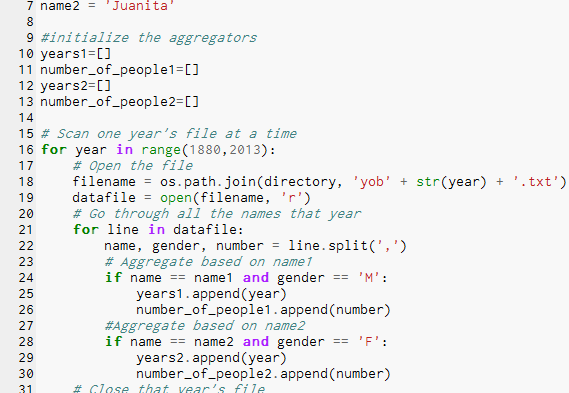 7 name2 = 'Juanita'
8
9 #initialize the aggregators
10 years1=[]
11 number_of_people1=[]
12 years2=[]
13 number_of_people2=[]
14
15 # Scan one year's file at a time
16 for year in range(1880,2013):
17     # Open the file
18     filename = os.path.join(directory, 'yob' + str(year) + '.txt')
19     datafile = open(filename, 'r')
20     # Go through all the names that year
21     for line in datafile:
22         name, gender, number = line.split(',')
23         # Aggregate based on name1
24         if name == name1 and gender == 'M':
25             years1.append(year)
26             number_of_people1.append(number)
27         #Aggregate based on name2
28         if name == name2 and gender == 'F':
29             years2.append(year)
30             number_of_people2.append(number)
31     # Close that year's file